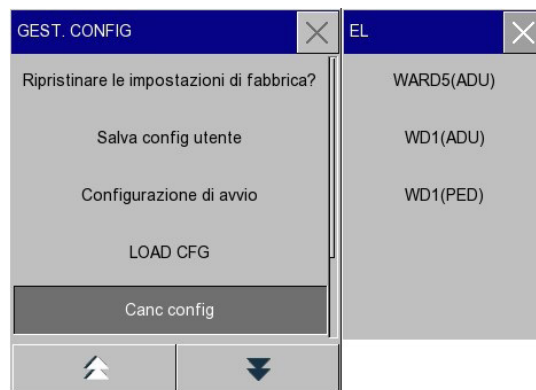 GEST. CONFIG
Ripristinare le impostazioni di fabbrica?
Salva config utente
Configurazione di avvio
LOAD CFG
Canc config
EL
WARD5(ADU)
WD1(ADU)
WD1(PED)